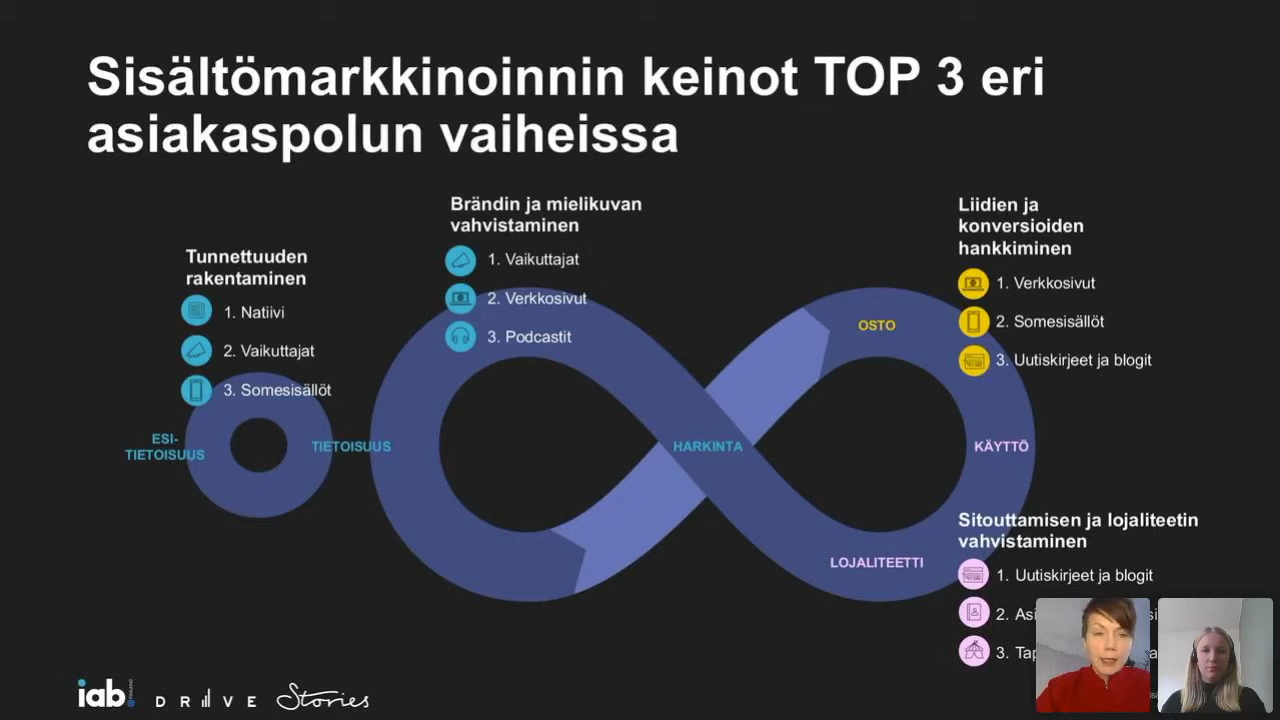 Sisältömarkkinoinnin keinot TOP 3 eri
asiakaspolun vaiheissa
Tunnettuuden
rakentaminen
1. Natiivi
2. Vaikuttajat
3. Somesisällöt
Brändin ja mielikuvan
vahvistaminen
1. Vaikuttajat
2. Verkkosivut
3. Podcastit
Liidien ja
konversioiden
hankkiminen
1. Verkkosivut
2. Somesisällöt
3. Uutiskirjeet ja blogit
ESI-
TIETOISUUS
TIETOISUUS
HARKINTA
OSTO
KÄYTTÖ
LOJALITEETTI
Sitouttamisen ja lojaliteetin
vahvistaminen
1. Uutiskirjeet ja blogit
2.
3.
iab FINLAND
DRIVE
Stories